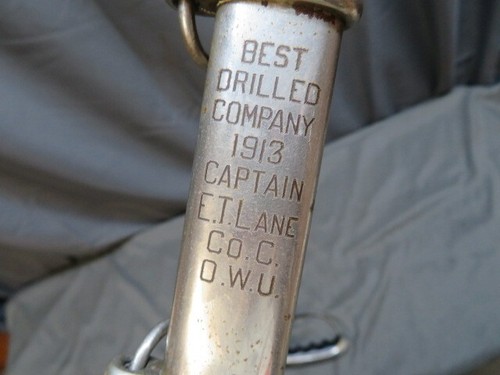 BEST
DRILLED
COMPANY
1913
CAPTAIN
E.T. LANE
CO. C.
O.W.U.